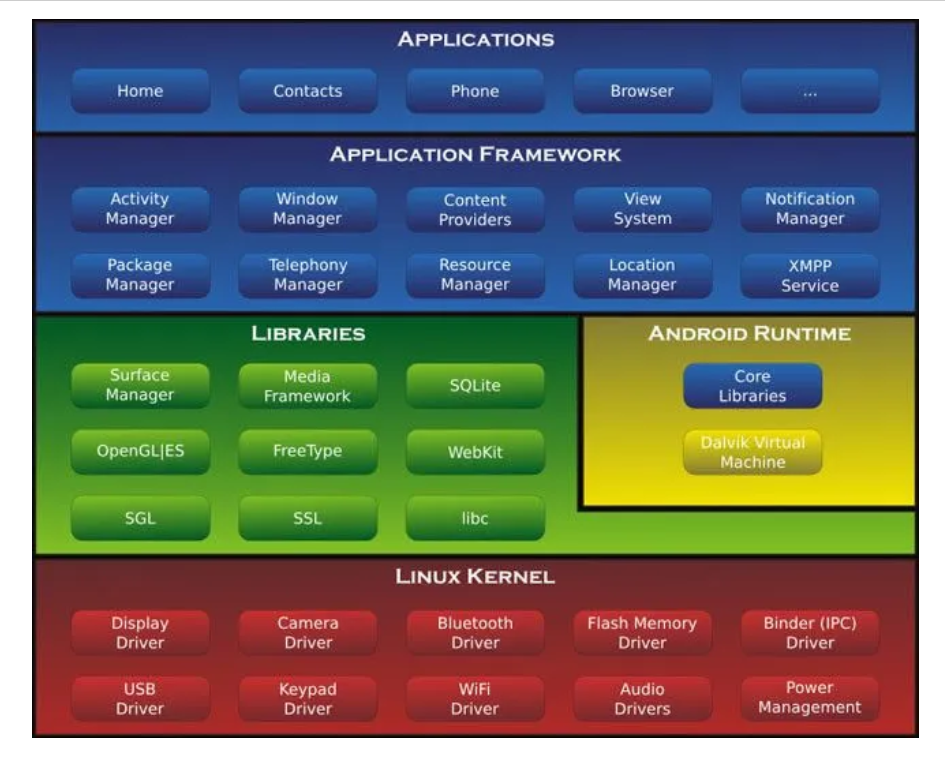 APPLICATIONS
Home
Contacts
Phone
Browser
...
APPLICATION FRAMEWORK
Activity
Manager
Window
Manager
Content
Providers
View
System
Notification
Manager
Package
Manager
Telephony
Manager
Resource
Manager
Location
Manager
XMPP
Service
LIBRARIES
Surface
Manager
Media
Framework
SQLite
OpenGL|ES
FreeType
WebKit
SGL
SSL
libc
ANDROID RUNTIME
Core
Libraries
Dalvik Virtual
Machine
LINUX KERNEL
Display
Driver
Camera
Driver
Bluetooth
Driver
Flash Memory
Driver
Binder (IPC)
Driver
USB
Driver
Keypad
Driver
WiFi
Driver
Audio
Drivers
Power
Management